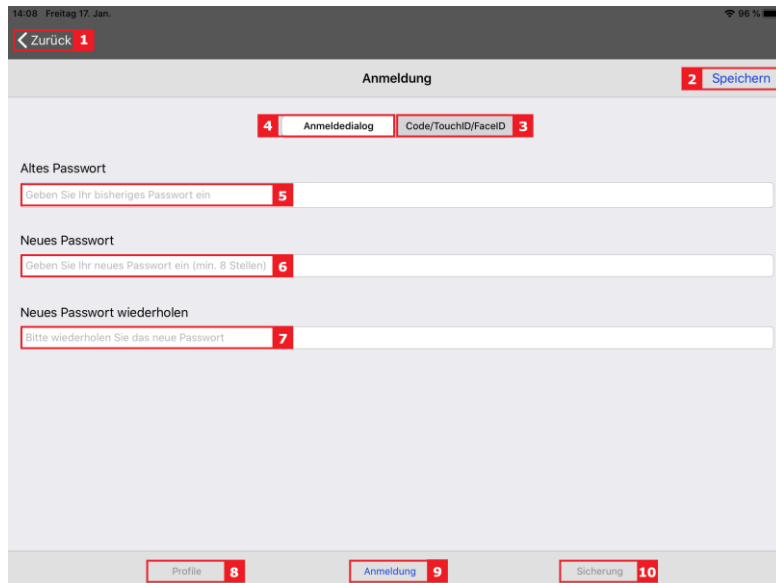 14:08 Freitag 17. Jan. 96 %
Zurück 1
Anmeldung 2 Speichern
4 Anmeldedialog Code/TouchID/FaceID 3
Altes Passwort
Geben Sie Ihr bisheriges Passwort ein 5
Neues Passwort
Geben Sie Ihr neues Passwort ein (min. 8 Stellen) 6
Neues Passwort wiederholen
Bitte wiederholen Sie das neue Passwort 7
Profile 8 Anmeldung 9 Sicherung 10